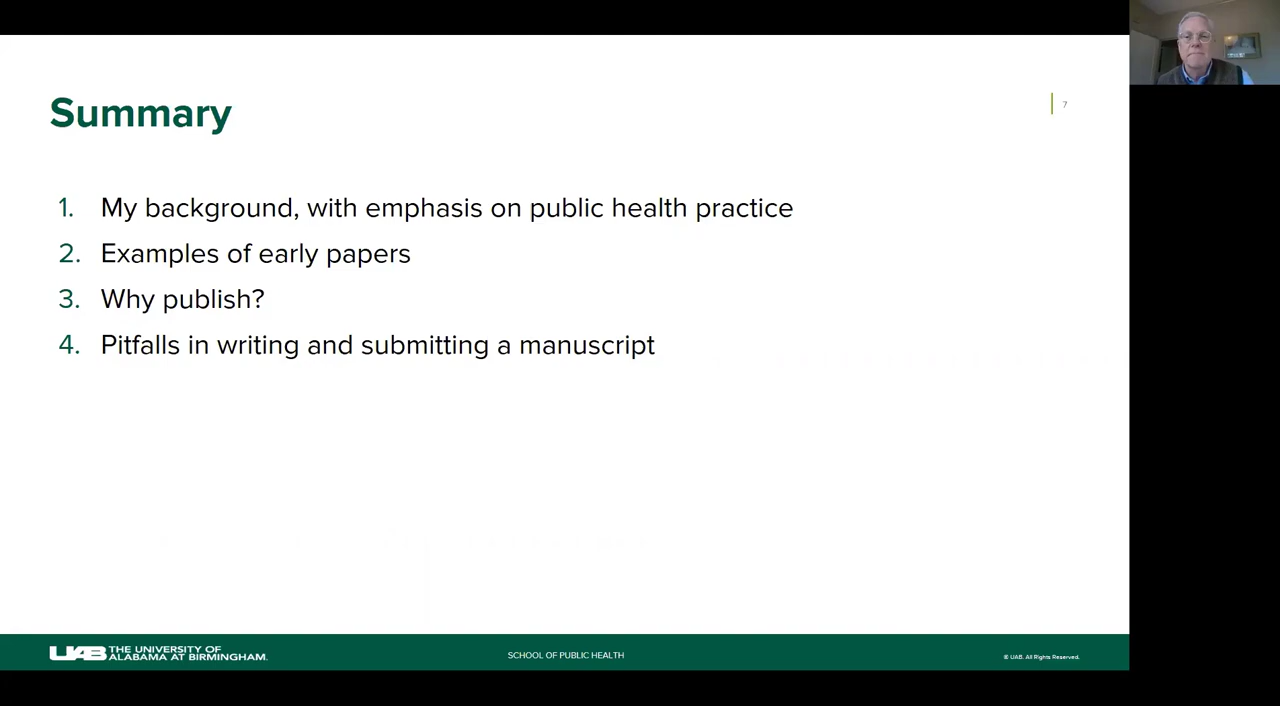 Summary
7
1. My background, with emphasis on public health practice
2. Examples of early papers
3. Why publish?
4. Pitfalls in writing and submitting a manuscript
UAB THE UNIVERSITY OF
ALABAMA AT BIRMINGHAM.
SCHOOL OF PUBLIC HEALTH
© UAB. All Rights Reserved.